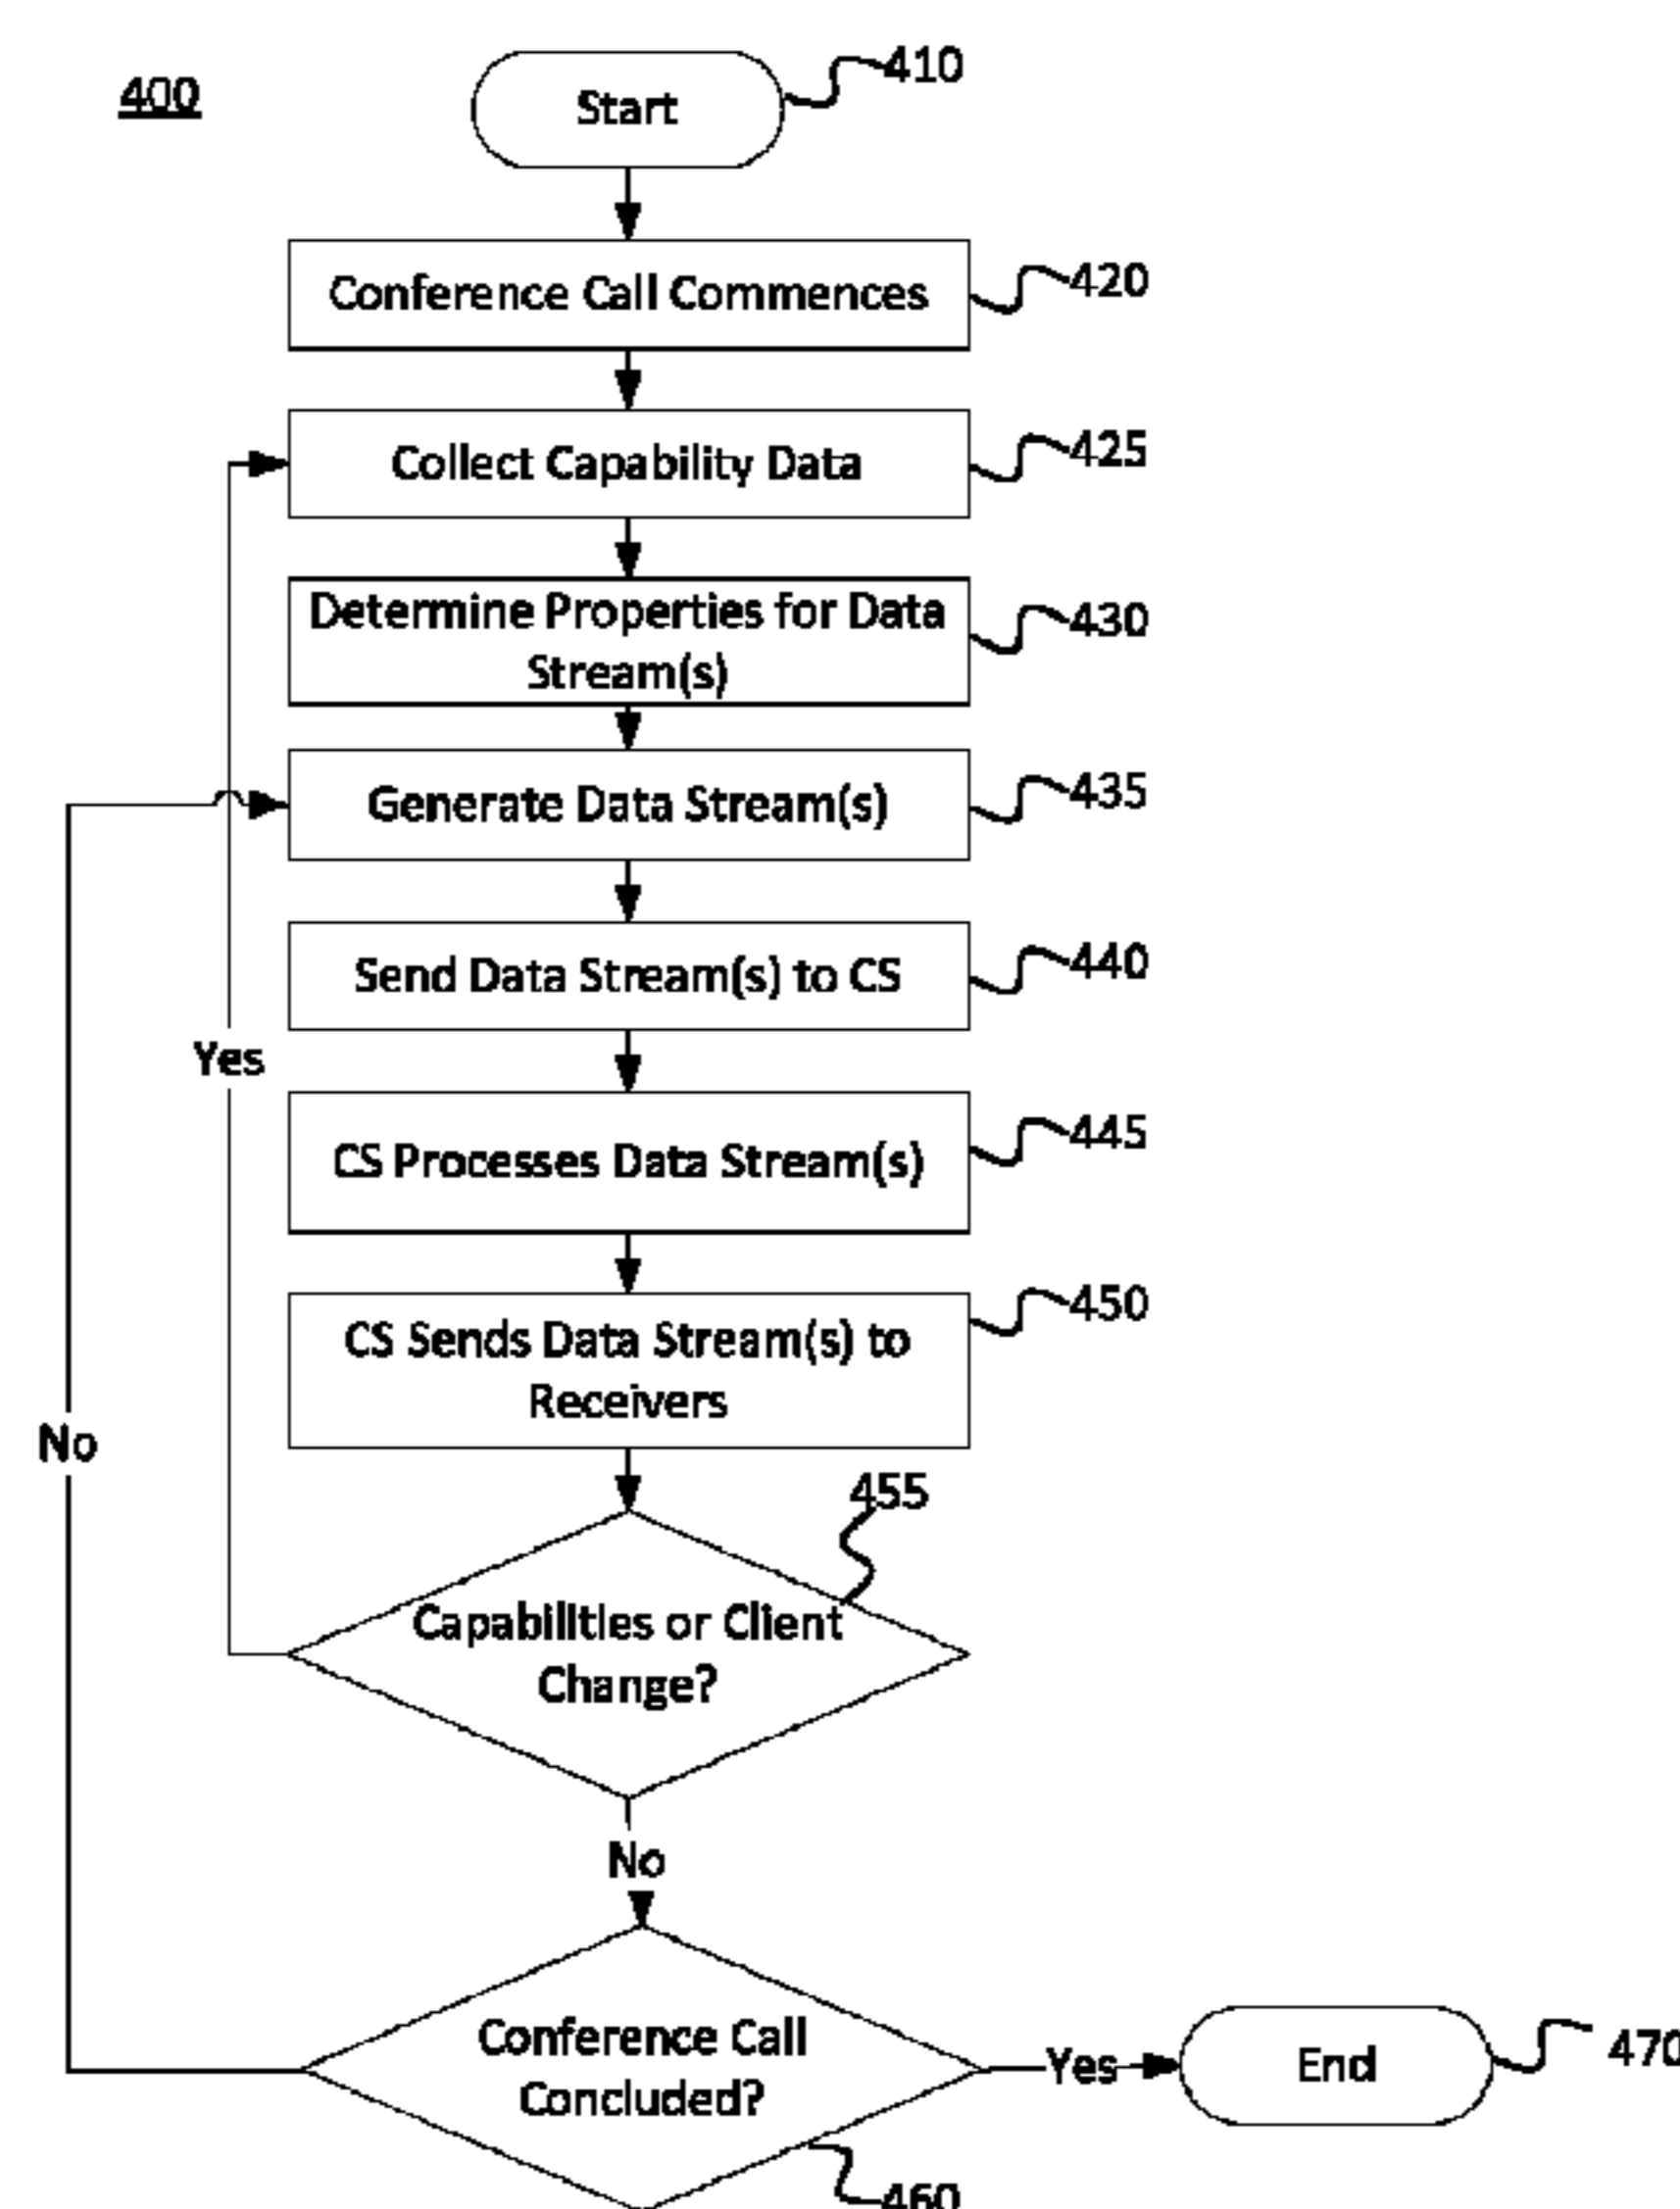 400
Start
410
Conference Call Commences
420
Collect Capability Data
425
Determine Properties for Data
Stream(s)
430
Generate Data Stream(s)
435
Send Data Stream(s) to CS
440
Yes
CS Processes Data Stream(s)
445
CS Sends Data Stream(s) to
Receivers
450
No
455
Capabilities or Client
Change?
No
Conference Call
Concluded?
Yes
End
470
460